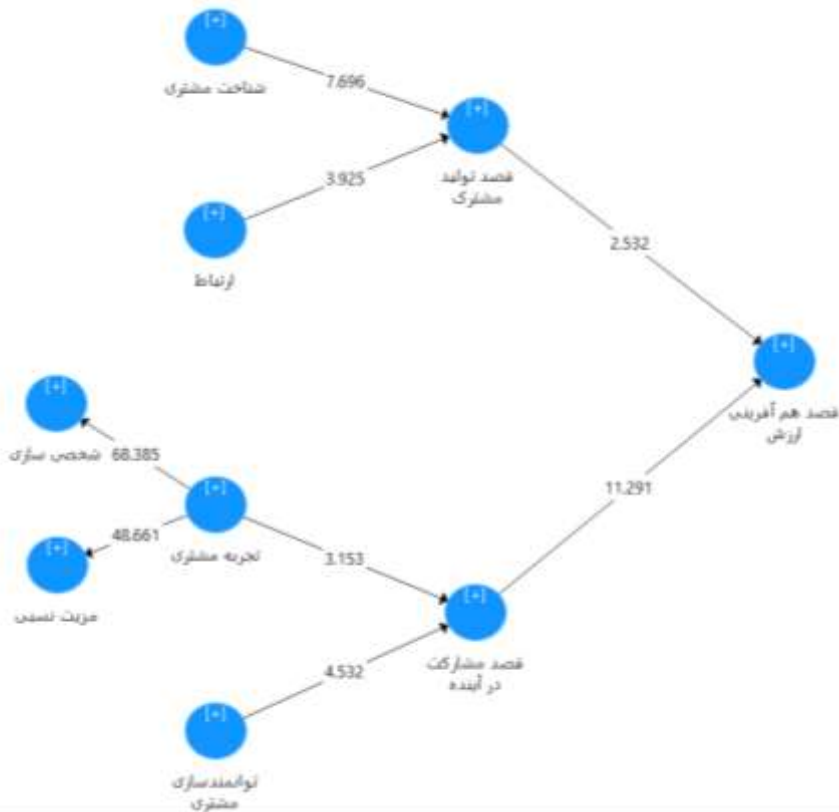 [+]
شناخت مشتری
7.696
[+]
قصد تولید
مشترک
3.925
[+]
ارتباط
2.532
[+]
قصد هم آفرینی
ارزش
[+]
شخصی سازی
68.385
[+]
تجربه مشتری
48.661
[+]
مزیت نسبی
3.153
11.291
[+]
قصد مشارکت
در آینده
4.532
[+]
توانمندسازی
مشتری